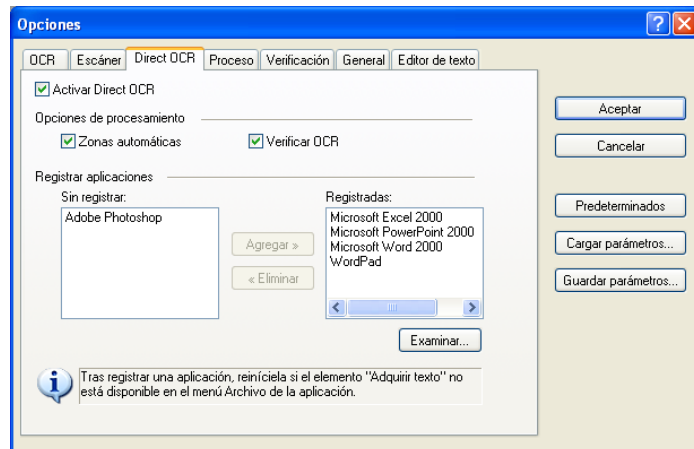 Opciones
OCR Escáner Direct OCR Proceso Verificación General Editor de texto
Activar Direct OCR
Opciones de procesamiento
Zonas automáticas Verificar OCR
Registrar aplicaciones
Sin registrar: Registradas:
Adobe Photoshop
Microsoft Excel 2000
Microsoft PowerPoint 2000
Microsoft Word 2000
WordPad
Agregar »
« Eliminar
Examinar...
Tras registrar una aplicación, reiníciela si el elemento "Adquirir texto" no
está disponible en el menú Archivo de la aplicación.
Aceptar
Cancelar
Predeterminados
Cargar parámetros...
Guardar parámetros...